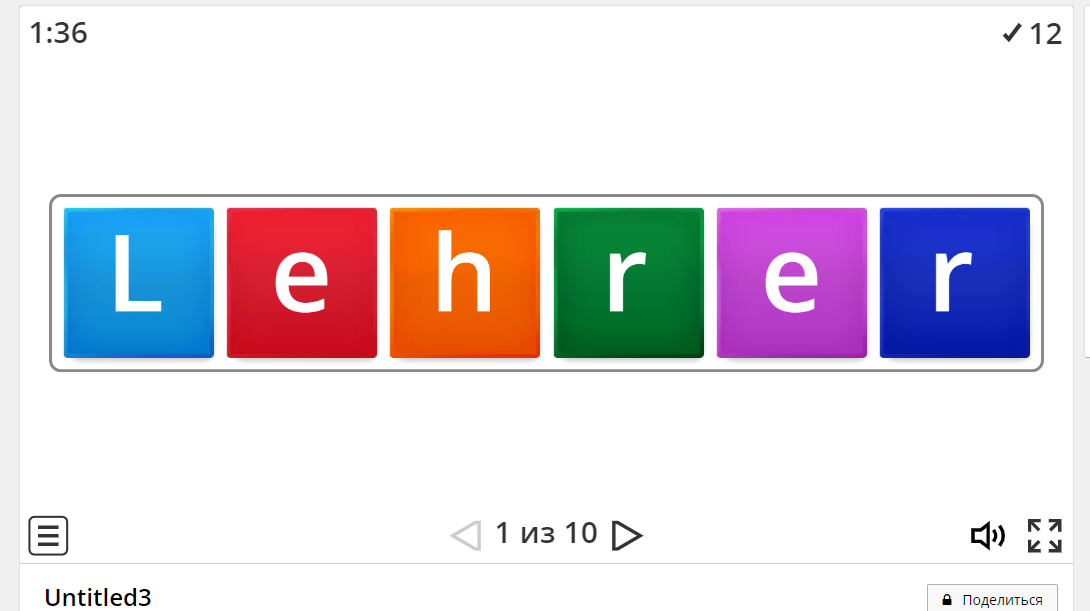 1:36
✓ 12
Lehrer
1 из 10
Untitled3
Поделиться